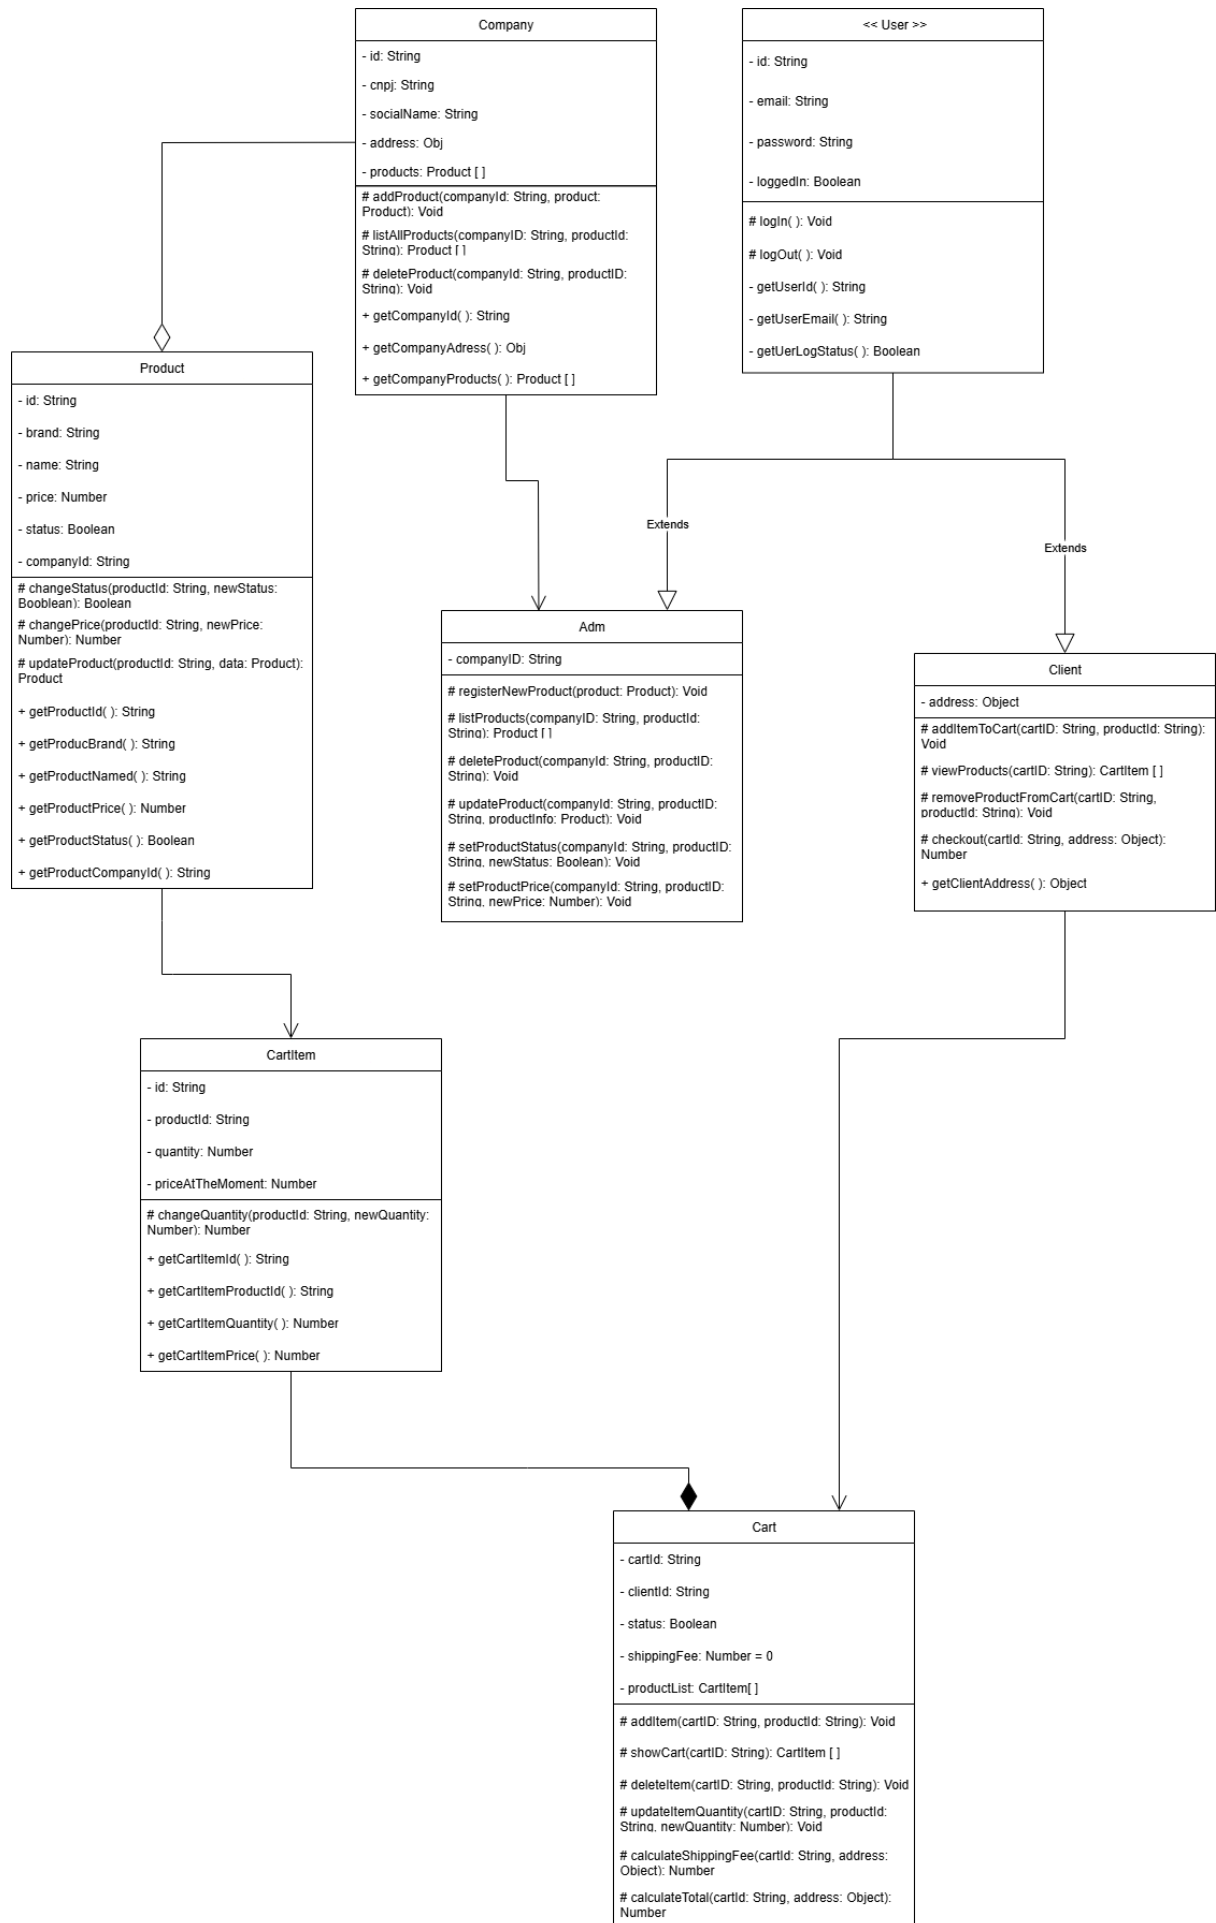 Company
- id: String
- cnpj: String
- socialName: String
- address: Obj
- products: Product [ ]
# addProduct(companyId: String, product:
Product): Void
# listAllProducts(companyID: String, productId:
String): Product [ ]
# deleteProduct(companyId: String, productID:
String): Void
+ getCompanyId( ): String
+ getCompanyAdress( ): Obj
+ getCompanyProducts( ): Product [ ]
<< User >>
- id: String
- email: String
- password: String
- loggedIn: Boolean
# logIn( ): Void
# logOut( ): Void
- getUserId( ): String
- getUserEmail( ): String
- getUerLogStatus( ): Boolean
Product
- id: String
- brand: String
- name: String
- price: Number
- status: Boolean
- companyId: String
# changeStatus(productId: String, newStatus:
Booblean): Boolean
# changePrice(productId: String, newPrice:
Number): Number
# updateProduct(productId: String, data: Product):
Product
+ getProductId( ): String
+ getProducBrand( ): String
+ getProductNamed( ): String
+ getProductPrice( ): Number
+ getProductStatus( ): Boolean
+ getProductCompanyId( ): String
Extends
Extends
Adm
- companyID: String
# registerNewProduct(product: Product): Void
# listProducts(companyID: String, productId:
String): Product [ ]
# deleteProduct(companyId: String, productID:
String): Void
# updateProduct(companyId: String, productID:
String, productInfo: Product): Void
# setProductStatus(companyId: String, productID:
String, newStatus: Boolean): Void
# setProductPrice(companyId: String, productID:
String, newPrice: Number): Void
Client
- address: Object
# addItemToCart(cartID: String, productId: String):
Void
# viewProducts(cartID: String): CartItem [ ]
# removeProductFromCart(cartID: String,
productId: String): Void
# checkout(cartId: String, address: Object):
Number
+ getClientAddress( ): Object
CartItem
- id: String
- productId: String
- quantity: Number
- priceAtTheMoment: Number
# changeQuantity(productId: String, newQuantity:
Number): Number
+ getCartItemId( ): String
+ getCartItemProductId( ): String
+ getCartItemQuantity( ): Number
+ getCartItemPrice( ): Number
Cart
- cartId: String
- clientId: String
- status: Boolean
- shippingFee: Number = 0
- productList: CartItem[ ]
# addItem(cartID: String, productId: String): Void
# showCart(cartID: String): CartItem [ ]
# deleteItem(cartID: String, productId: String): Void
# updateItemQuantity(cartID: String, productId:
String, newQuantity: Number): Void
# calculateShippingFee(cartId: String, address:
Object): Number
# calculateTotal(cartId: String, address: Object):
Number